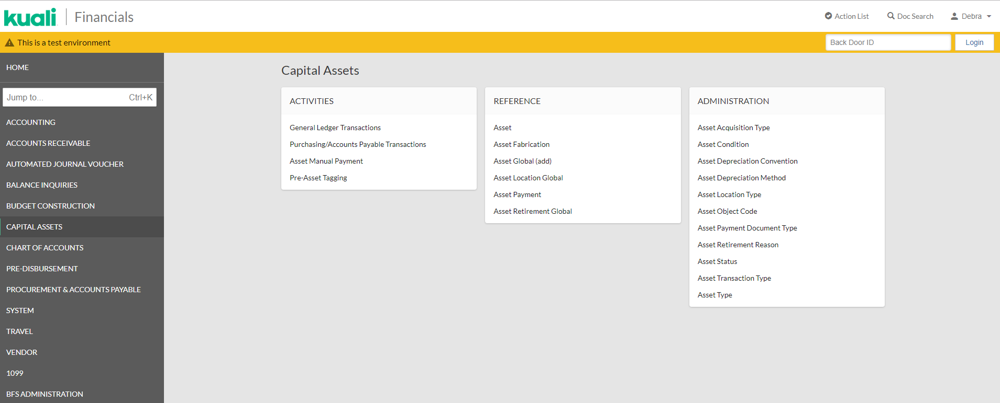 kuali Financials
Action List
Doc Search
Debra
This is a test environment
Back Door ID
Login
HOME
Jump to... Ctrl+K
ACCOUNTING
ACCOUNTS RECEIVABLE
AUTOMATED JOURNAL VOUCHER
BALANCE INQUIRIES
BUDGET CONSTRUCTION
CAPITAL ASSETS
CHART OF ACCOUNTS
PRE-DISBURSEMENT
PROCUREMENT & ACCOUNTS PAYABLE
SYSTEM
TRAVEL
VENDOR
1099
BFS ADMINISTRATION
Capital Assets
ACTIVITIES
General Ledger Transactions
Purchasing/Accounts Payable Transactions
Asset Manual Payment
Pre-Asset Tagging
REFERENCE
Asset
Asset Fabrication
Asset Global (add)
Asset Location Global
Asset Payment
Asset Retirement Global
ADMINISTRATION
Asset Acquisition Type
Asset Condition
Asset Depreciation Convention
Asset Depreciation Method
Asset Location Type
Asset Object Code
Asset Payment Document Type
Asset Retirement Reason
Asset Status
Asset Transaction Type
Asset Type